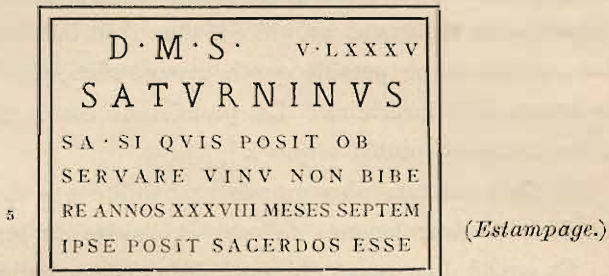 D·M·S· V·LXXXV
SATVRNINVS
SA·SI QVIS POSIT OB
SERVARE VINV NON BIBE
5 RE ANNOS XXXVIII MESES SEPTEM (Estampage.)
IPSE POSIT SACERDOS ESSE